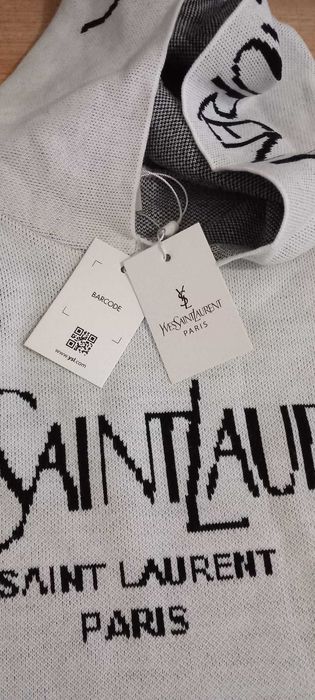 BARCODE
www.ysl.com
YSL
YVESSAINTLAURENT
PARIS
SAINTLAU
SAINT LAURENT
PARIS